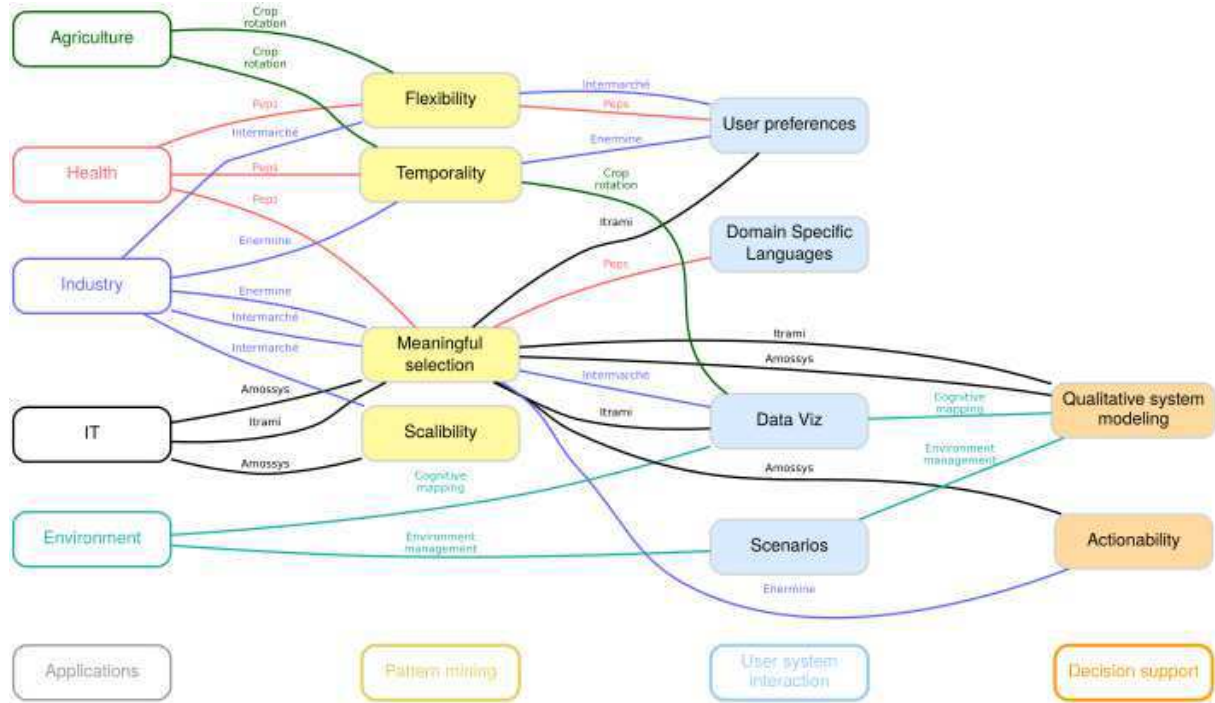 Agriculture
Crop
rotation
Crop
rotation
Flexibility
Intermarché
Peps
User preferences
Peps
Intermarché
Health
Peps
Temporality
Enermine
Crop
rotation
Peps
Itrami
Domain Specific
Languages
Enermine
Peps
Industry
Enermine
Intermarché
Intermarché
Meaningful
selection
Itrami
Amossys
Intermarché
Amossys
Itrami
IT
Amossys
Scalibility
Itrami
Data Viz
Cognitive
mapping
Qualitative system
modeling
Environment
management
Amossys
Cognitive
mapping
Environment
Environment
management
Scenarios
Actionability
Enermine
Applications
Pattern mining
User system
interaction
Decision support